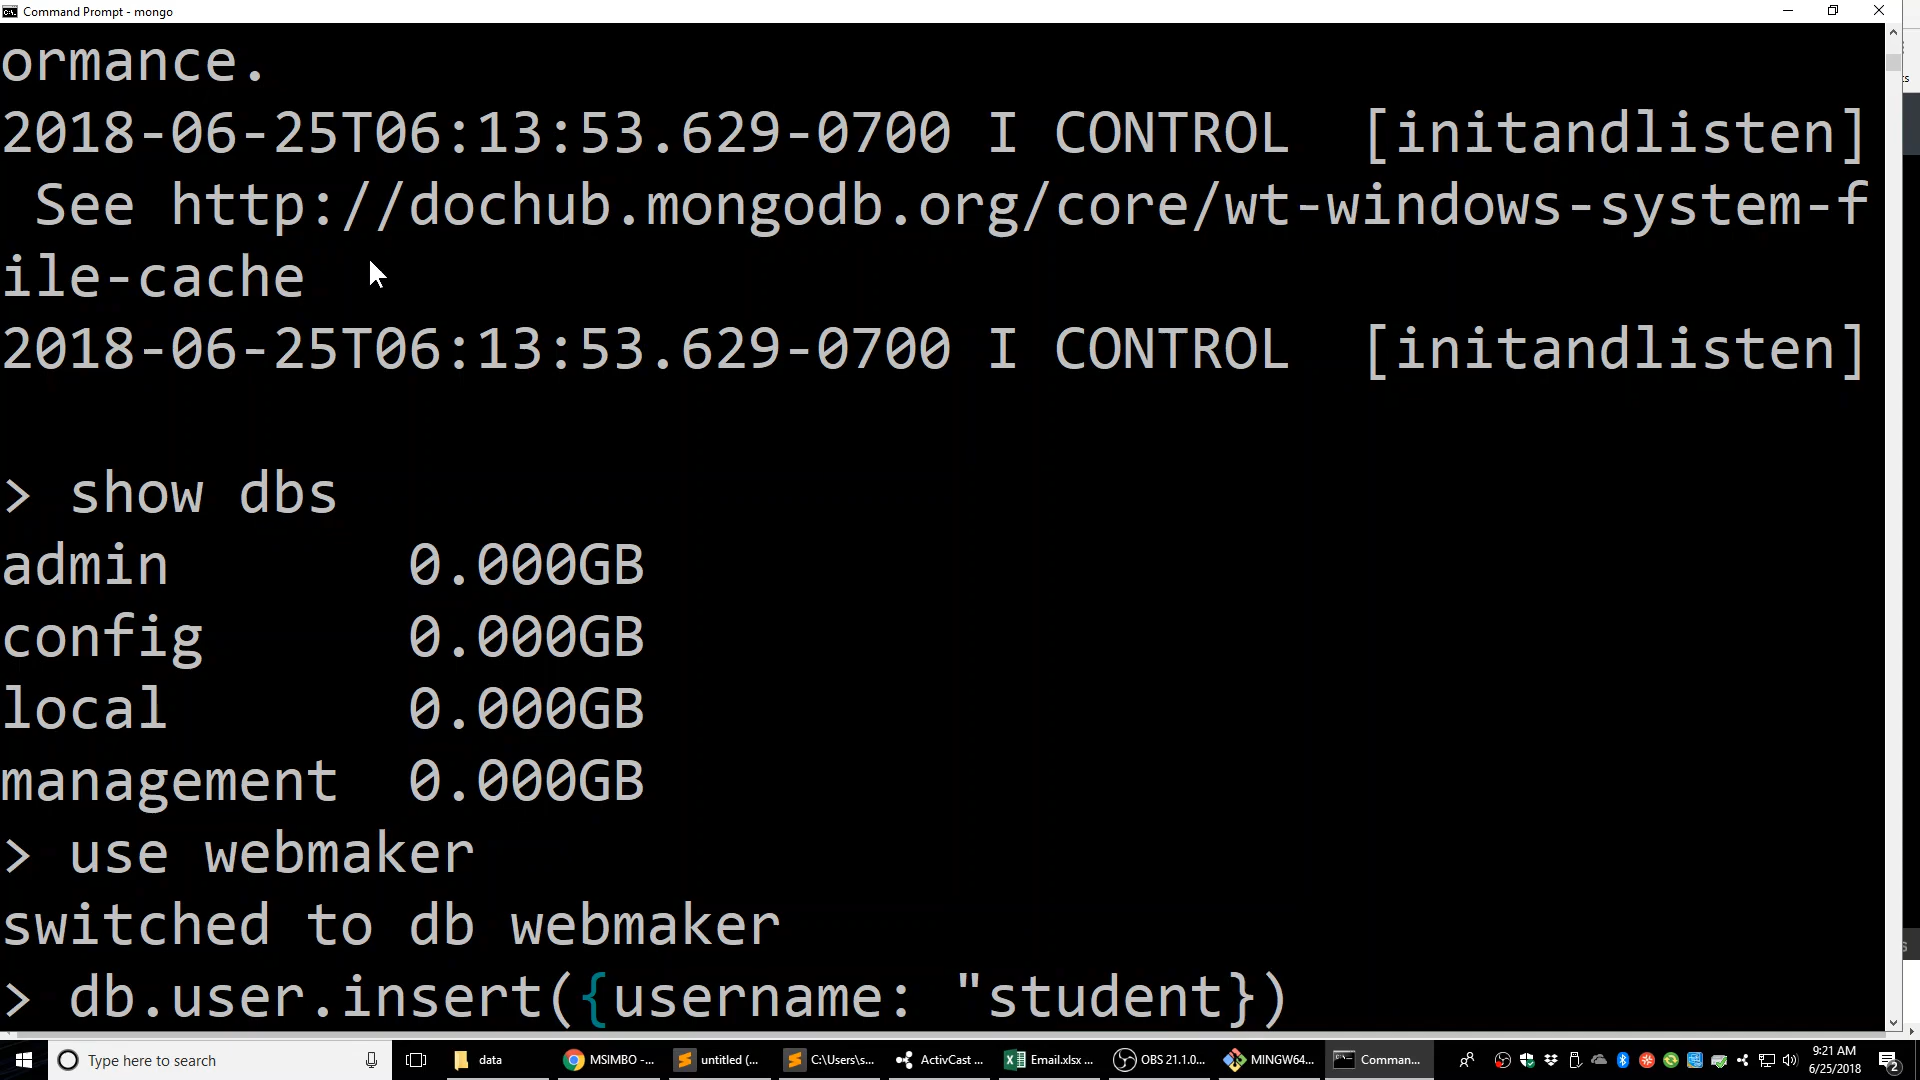 Command Prompt - mongo
ormance.
2018-06-25T06:13:53.629-0700 I CONTROL  [initandlisten]
 See http://dochub.mongodb.org/core/wt-windows-system-f
ile-cache
2018-06-25T06:13:53.629-0700 I CONTROL  [initandlisten]
> show dbs
admin       0.000GB
config      0.000GB
local       0.000GB
management  0.000GB
> use webmaker
switched to db webmaker
> db.user.insert({username: "student})
Type here to search
data
MSIMBO -...
untitled (...
C:\Users\s...
ActivCast ...
Email.xlsx ...
OBS 21.1.0...
MINGW64...
Comman...
9:21 AM
6/25/2018
2